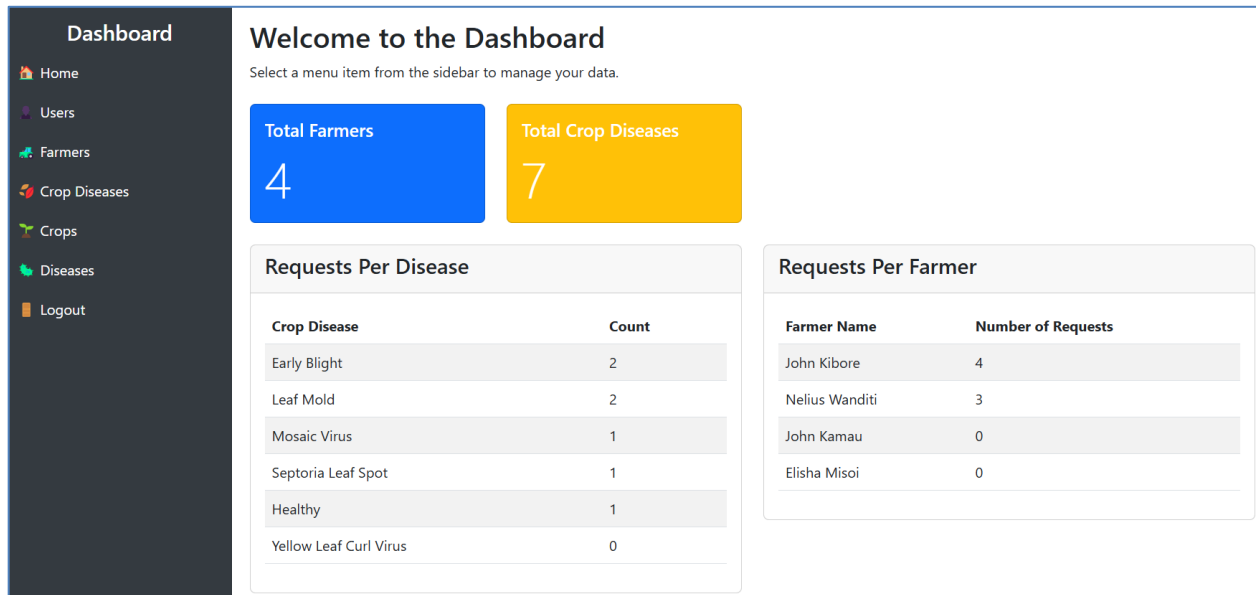 Dashboard
Home
Users
Farmers
Crop Diseases
Crops
Diseases
Logout
Welcome to the Dashboard
Select a menu item from the sidebar to manage your data.
Total Farmers
4
Total Crop Diseases
7
Requests Per Disease
Crop Disease Count
Early Blight 2
Leaf Mold 2
Mosaic Virus 1
Septoria Leaf Spot 1
Healthy 1
Yellow Leaf Curl Virus 0
Requests Per Farmer
Farmer Name Number of Requests
John Kibore 4
Nelius Wanditi 3
John Kamau 0
Elisha Misoi 0